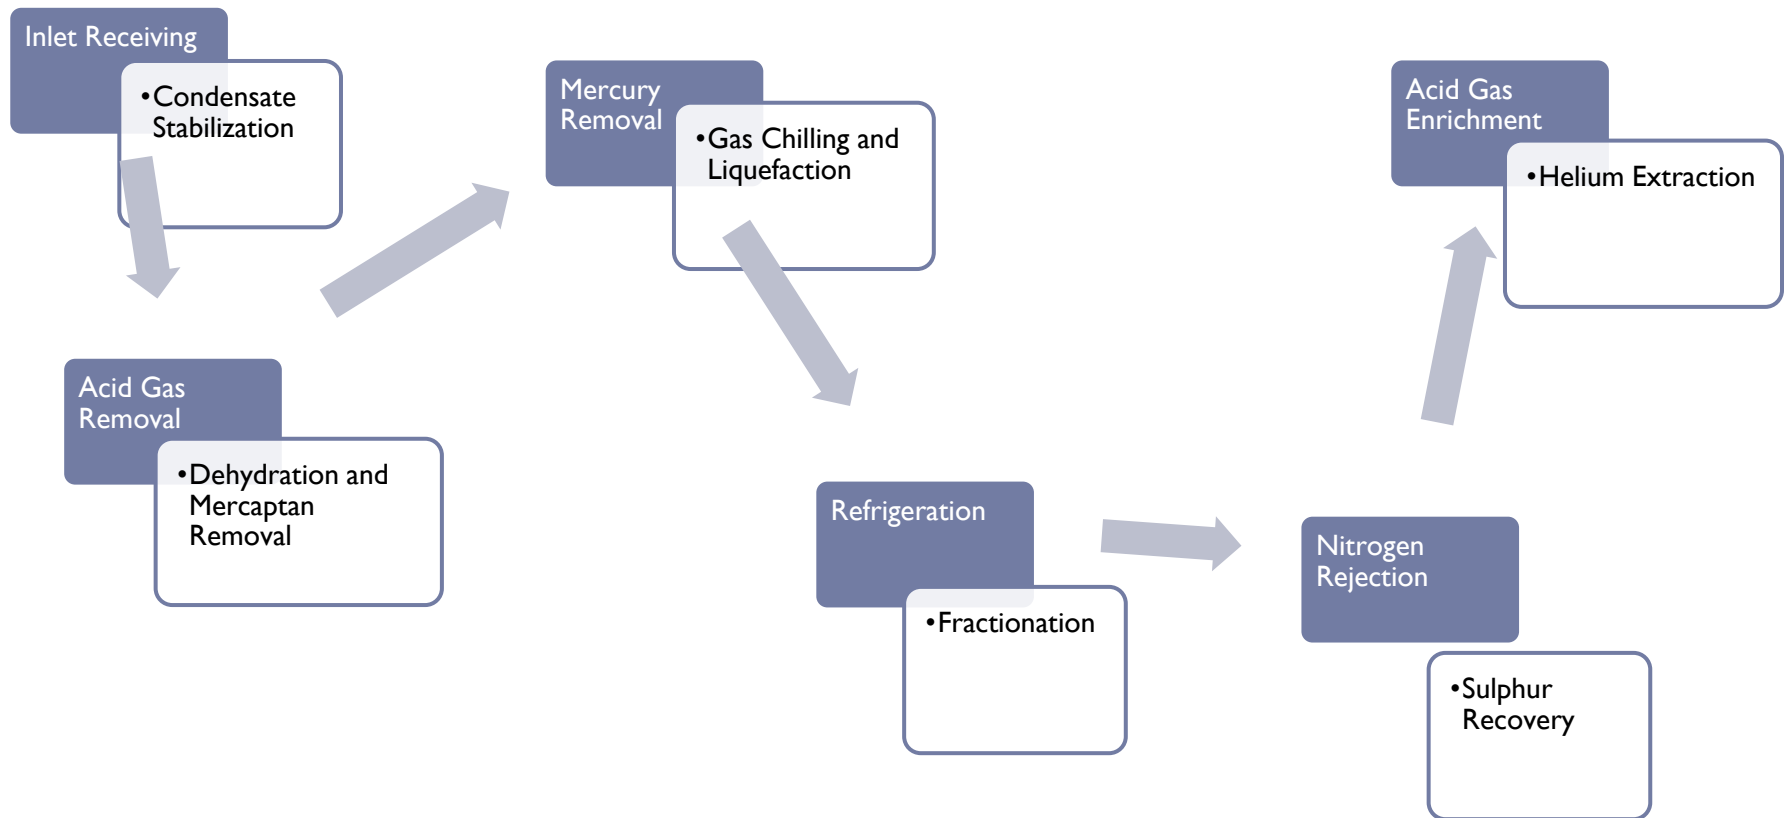 Inlet Receiving
•Condensate
Stabilization
Acid Gas
Removal
•Dehydration and
Mercaptan
Removal
Mercury
Removal
•Gas Chilling and
Liquefaction
Refrigeration
•Fractionation
Nitrogen
Rejection
•Sulphur
Recovery
Acid Gas
Enrichment
•Helium Extraction